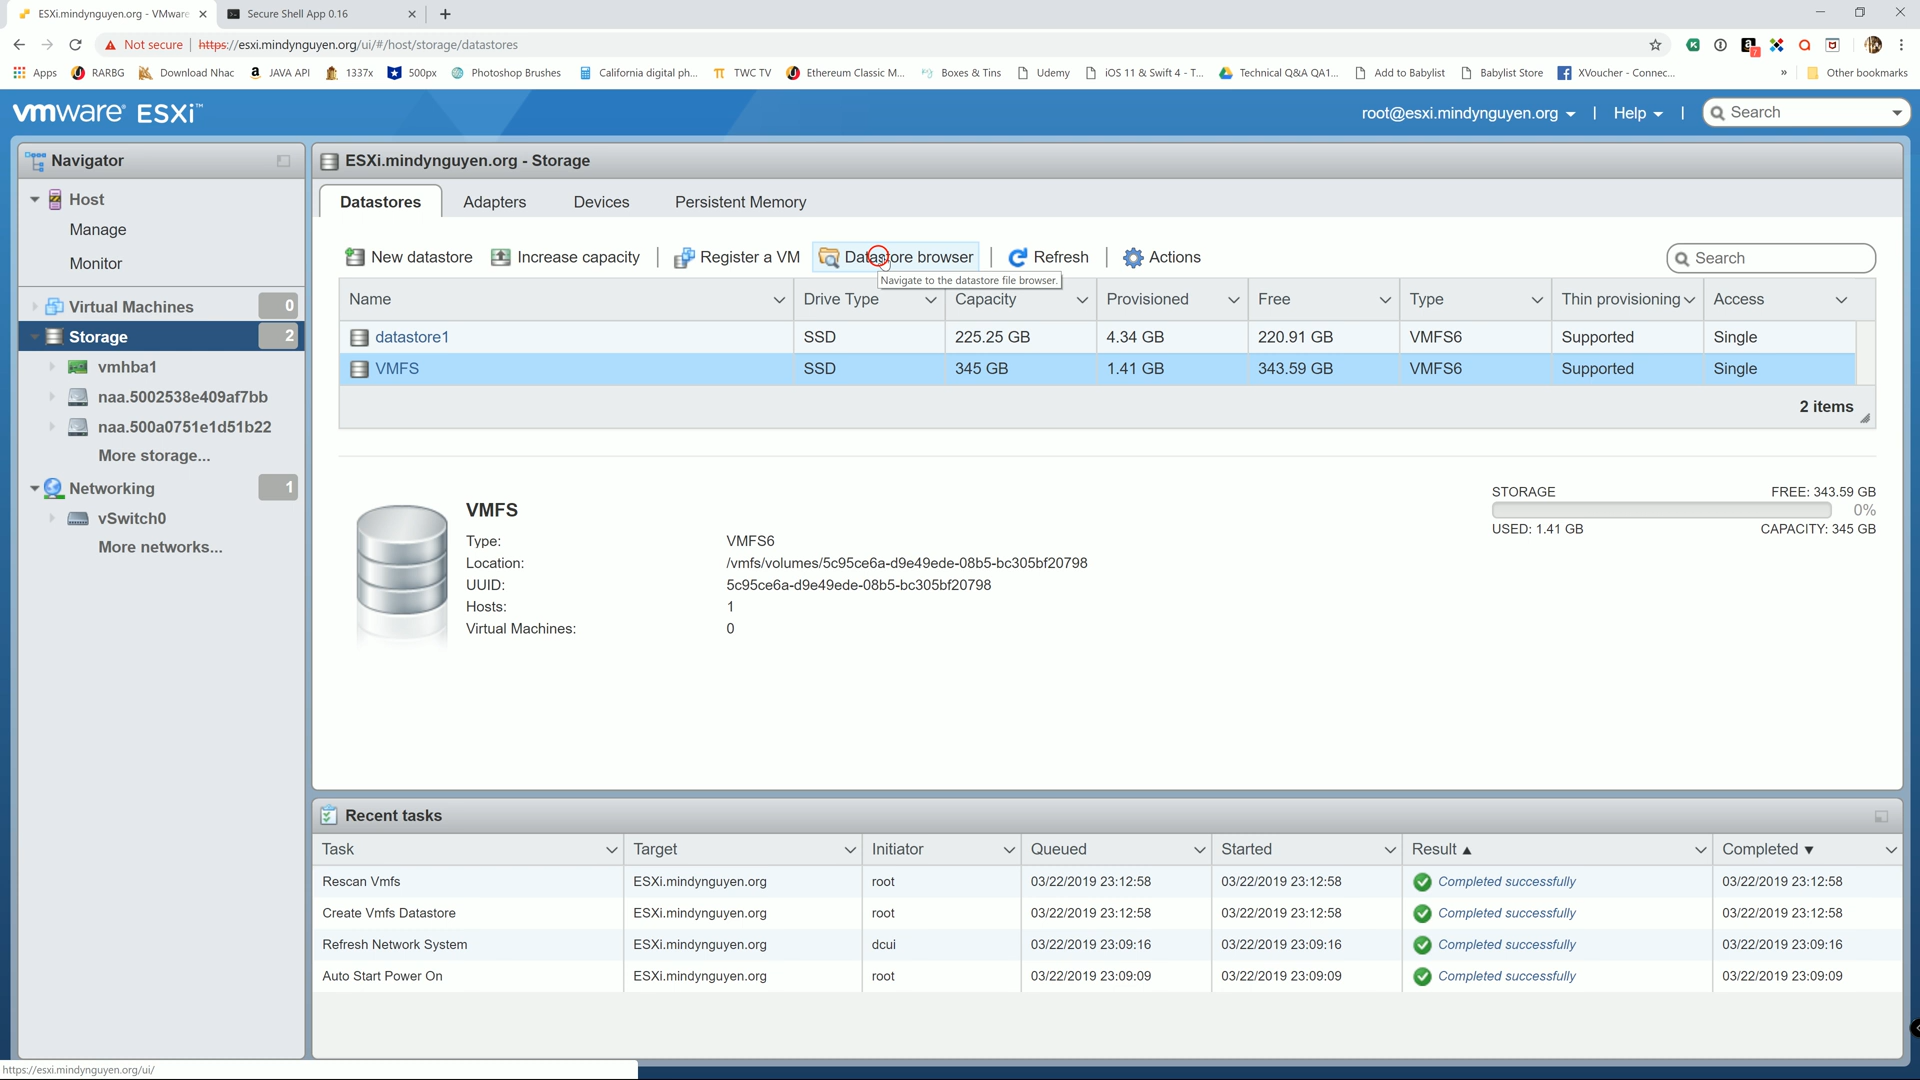 ESXi.mindynguyen.org - VMware
Secure Shell App 0.16
Not secure
https://esxi.mindynguyen.org/ui/#/host/storage/datastores
7
Apps
RARBG
Download Nhac
JAVA API
1337x
500px
Photoshop Brushes
California digital ph...
TWC TV
Ethereum Classic M...
Boxes & Tins
Udemy
iOS 11 & Swift 4 - T...
Technical Q&A QA1...
Add to Babylist
Babylist Store
XVoucher - Connec...
»
Other bookmarks
vmware® ESXi™
root@esxi.mindynguyen.org
Help
Search
Navigator
Host
Manage
Monitor
Virtual Machines 0
Storage 2
vmhba1
naa.5002538e409af7bb
naa.500a0751e1d51b22
More storage...
Networking 1
vSwitch0
More networks...
ESXi.mindynguyen.org - Storage
Datastores Adapters Devices Persistent Memory
New datastore Increase capacity Register a VM Datastore browser Refresh Actions
Search
Navigate to the datastore file browser.
Name Drive Type Capacity Provisioned Free Type Thin provisioning Access
datastore1 SSD 225.25 GB 4.34 GB 220.91 GB VMFS6 Supported Single
VMFS SSD 345 GB 1.41 GB 343.59 GB VMFS6 Supported Single
2 items
VMFS
Type: VMFS6
Location: /vmfs/volumes/5c95ce6a-d9e49ede-08b5-bc305bf20798
UUID: 5c95ce6a-d9e49ede-08b5-bc305bf20798
Hosts: 1
Virtual Machines: 0
STORAGE FREE: 343.59 GB
0%
USED: 1.41 GB CAPACITY: 345 GB
Recent tasks
Task Target Initiator Queued Started Result ▲ Completed ▼
Rescan Vmfs ESXi.mindynguyen.org root 03/22/2019 23:12:58 03/22/2019 23:12:58 Completed successfully 03/22/2019 23:12:58
Create Vmfs Datastore ESXi.mindynguyen.org root 03/22/2019 23:12:58 03/22/2019 23:12:58 Completed successfully 03/22/2019 23:12:58
Refresh Network System ESXi.mindynguyen.org dcui 03/22/2019 23:09:16 03/22/2019 23:09:16 Completed successfully 03/22/2019 23:09:16
Auto Start Power On ESXi.mindynguyen.org root 03/22/2019 23:09:09 03/22/2019 23:09:09 Completed successfully 03/22/2019 23:09:09
https://esxi.mindynguyen.org/ui/